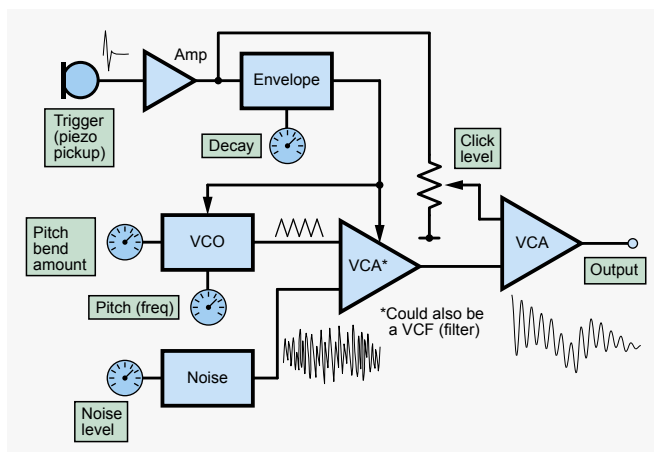 Amp
Envelope
Trigger
(piezo
pickup)
Decay
Click
level
Pitch
bend
amount
VCO
VCA*
VCA
Output
Pitch (freq)
*Could also be
a VCF (filter)
Noise
Noise
level